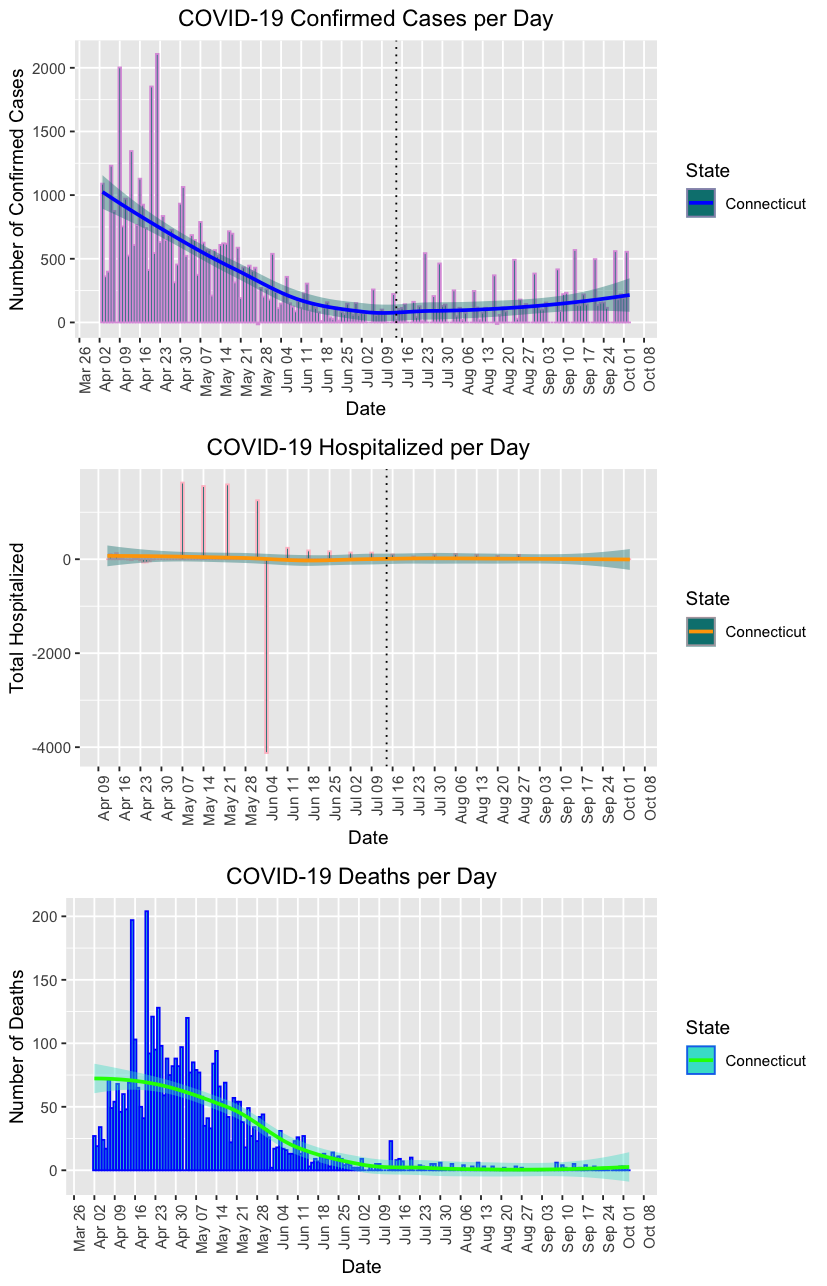 COVID-19 Confirmed Cases per Day
Number of Confirmed Cases
2000
1500
1000
500
0
Mar 26
Apr 02
Apr 09
Apr 16
Apr 23
Apr 30
May 07
May 14
May 21
May 28
Jun 04
Jun 11
Jun 18
Jun 25
Jul 02
Jul 09
Jul 16
Jul 23
Jul 30
Aug 06
Aug 13
Aug 20
Aug 27
Sep 03
Sep 10
Sep 17
Sep 24
Oct 01
Oct 08
Date
State
Connecticut
COVID-19 Hospitalized per Day
Total Hospitalized
0
-2000
-4000
Apr 09
Apr 16
Apr 23
Apr 30
May 07
May 14
May 21
May 28
Jun 04
Jun 11
Jun 18
Jun 25
Jul 02
Jul 09
Jul 16
Jul 23
Jul 30
Aug 06
Aug 13
Aug 20
Aug 27
Sep 03
Sep 10
Sep 17
Sep 24
Oct 01
Oct 08
Date
State
Connecticut
COVID-19 Deaths per Day
Number of Deaths
200
150
100
50
0
Mar 26
Apr 02
Apr 09
Apr 16
Apr 23
Apr 30
May 07
May 14
May 21
May 28
Jun 04
Jun 11
Jun 18
Jun 25
Jul 02
Jul 09
Jul 16
Jul 23
Jul 30
Aug 06
Aug 13
Aug 20
Aug 27
Sep 03
Sep 10
Sep 17
Sep 24
Oct 01
Oct 08
Date
State
Connecticut